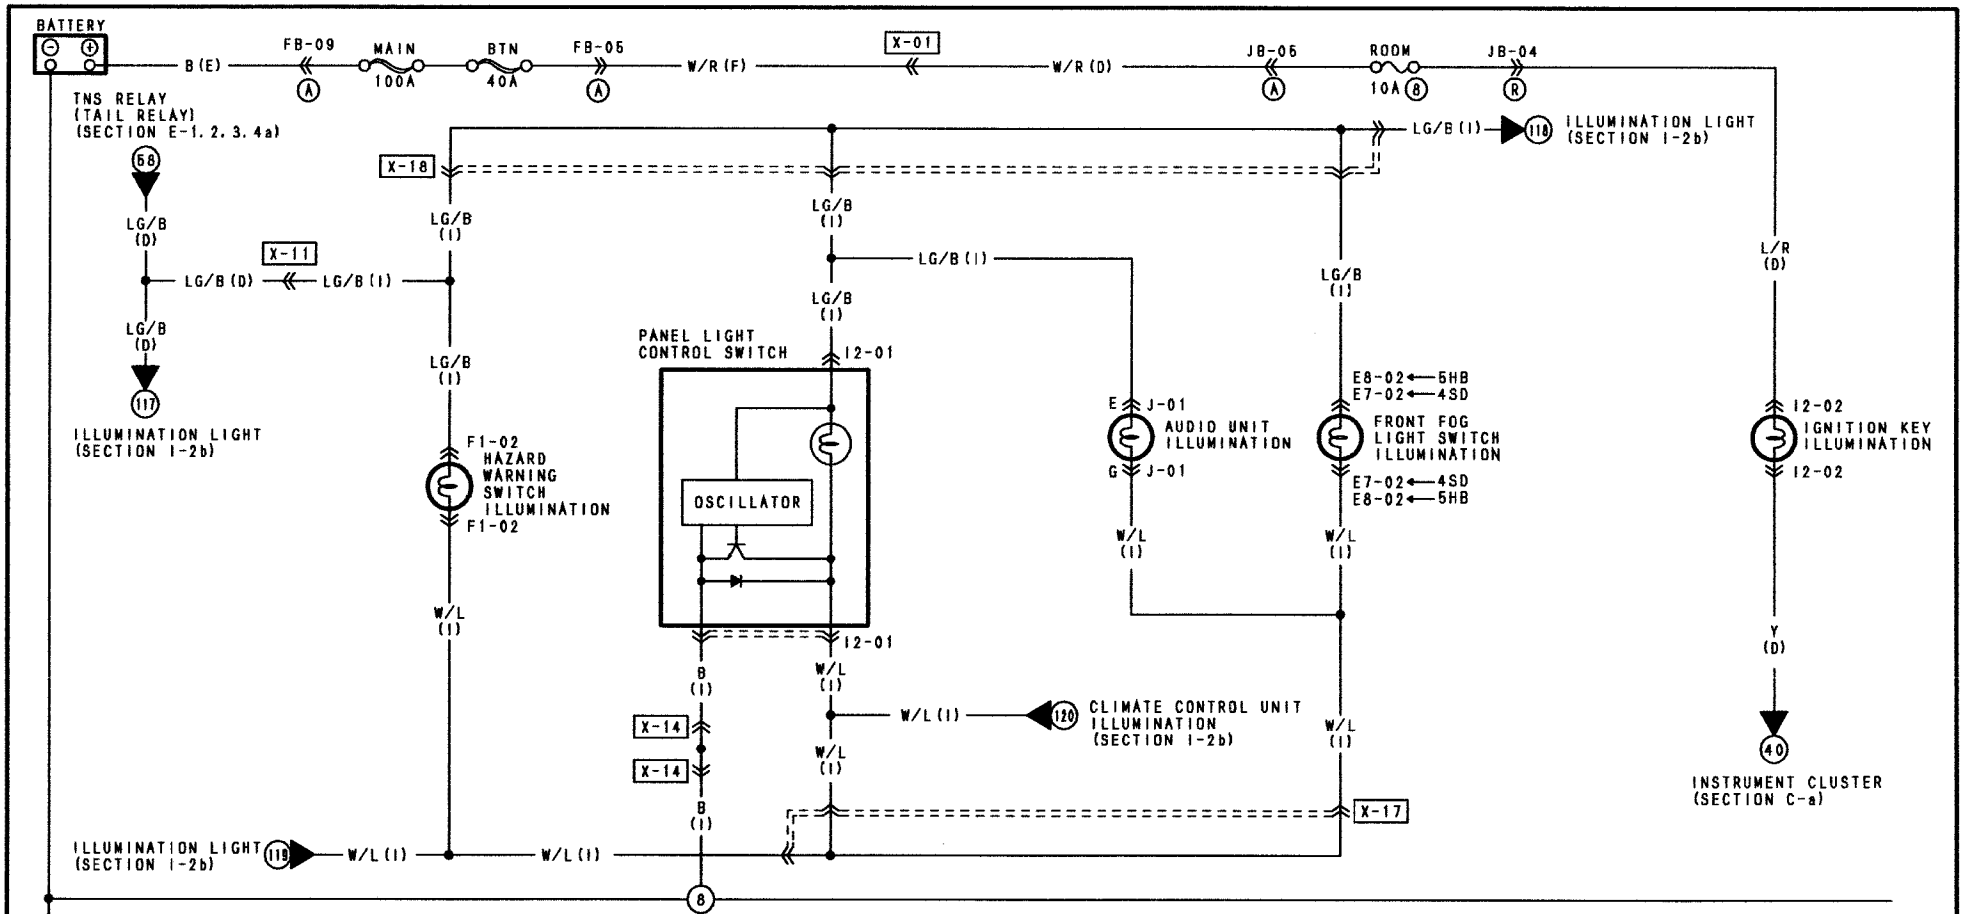 BATTERY
FB-09
MAIN
BTN
FB-05
X-01
JB-05
ROOM
JB-04
B(E)
100A
40A
W/R(F)
W/R(D)
10A 8
A
A
A
R
TNS RELAY
(TAIL RELAY)
(SECTION E-1.2.3.4a)
58
LG/B(I)
118
ILLUMINATION LIGHT
(SECTION I-2b)
X-18
LG/B
(D)
LG/B
(I)
LG/B
(I)
X-11
LG/B(D)
LG/B(I)
LG/B(I)
L/R
(D)
LG/B
(I)
LG/B
(I)
LG/B
(D)
PANEL LIGHT
CONTROL SWITCH
I2-01
LG/B
(I)
117
ILLUMINATION LIGHT
(SECTION I-2b)
E8-02 5HB
E7-02 4SD
E J-01
AUDIO UNIT
ILLUMINATION
G J-01
FRONT FOG
LIGHT SWITCH
ILLUMINATION
E7-02 4SD
E8-02 5HB
I2-02
IGNITION KEY
ILLUMINATION
I2-02
F1-02
HAZARD
WARNING
SWITCH
ILLUMINATION
F1-02
OSCILLATOR
W/L
(I)
W/L
(I)
W/L
(I)
I2-01
B
(I)
W/L
(I)
Y
(D)
X-14
W/L(I)
120
CLIMATE CONTROL UNIT
ILLUMINATION
(SECTION I-2b)
W/L
(I)
X-14
W/L
(I)
40
INSTRUMENT CLUSTER
(SECTION C-a)
B
(I)
X-17
ILLUMINATION LIGHT
(SECTION I-2b)
119
W/L(I)
W/L(I)
8